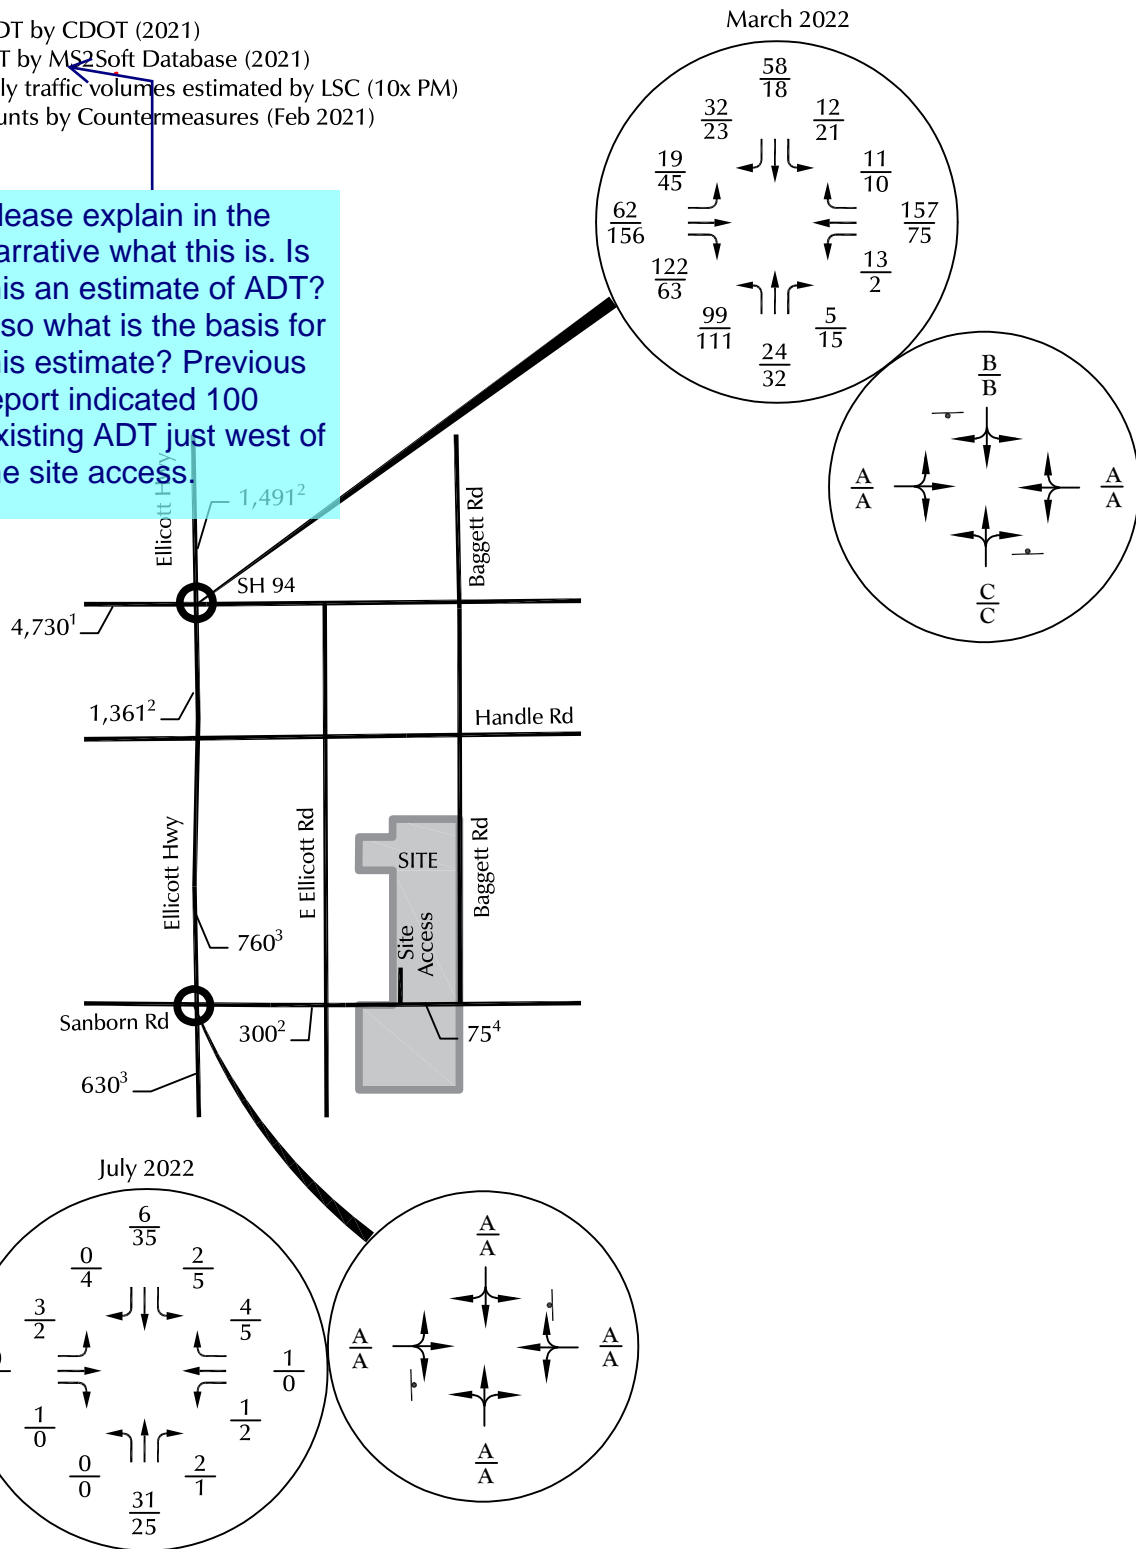 DT by CDOT (2021)
T by MS2Soft Database (2021)
ly traffic volumes estimated by LSC (10x PM)
unts by Countermeasures (Feb 2021)
lease explain in the
arrative what this is. Is
is an estimate of ADT?
so what is the basis for
is estimate? Previous
eport indicated 100
xisting ADT just west of
e site access.
March 2022
58
18
32
23
12
21
19
45
11
10
62
156
157
75
122
63
13
2
99
111
5
15
24
32
B
B
A
A
A
A
C
C
Ellicott Hwy
1,491²
Baggett Rd
SH 94
4,730¹
1,361²
Handle Rd
Ellicott Hwy
E Ellicott Rd
SITE
Baggett Rd
Site
Access
760³
Sanborn Rd
300²
75⁴
630³
July 2022
6
35
0
4
2
5
3
2
4
5
1
0
1
0
1
2
0
0
2
1
31
25
A
A
A
A
A
A
A
A